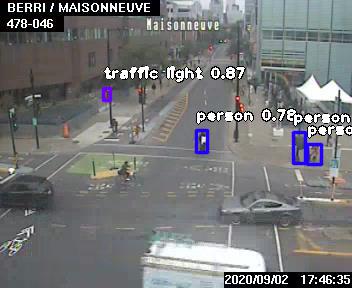 BERRI / MAISONNEUVE
478-046
Maisonneuve
traffic light 0.87
person 0.78
person
perso
2020/09/02 17:46:35